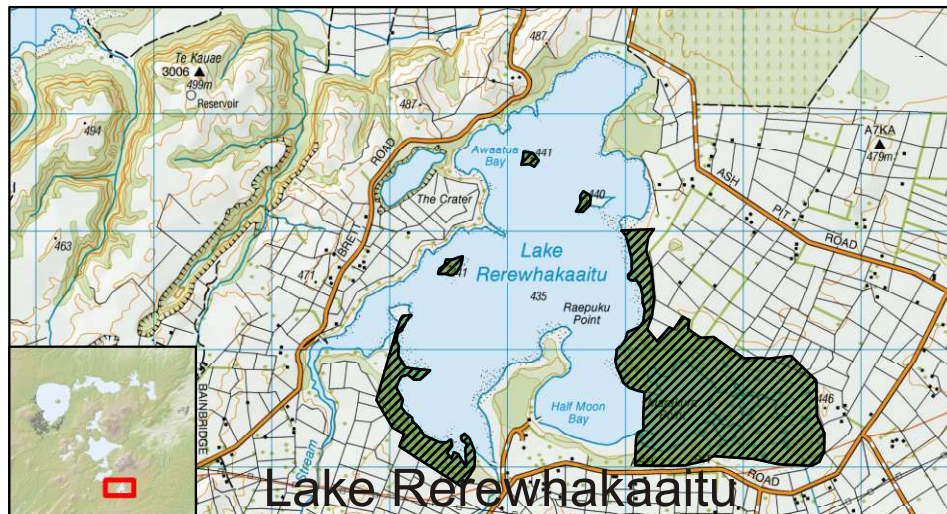 Te Kauae
3006
499m
Reservoir
494
463
487
487
ROAD
BRETT
471
The Crater
Awaatua
Bay
441
440
Lake
Rerewhakaaitu
435
Raepuku
Point
Half Moon
Bay
A7KA
479m
ASH
PIT
ROAD
446
BAINBRIDGE
Stream
ROAD
Lake Rerewhakaaitu